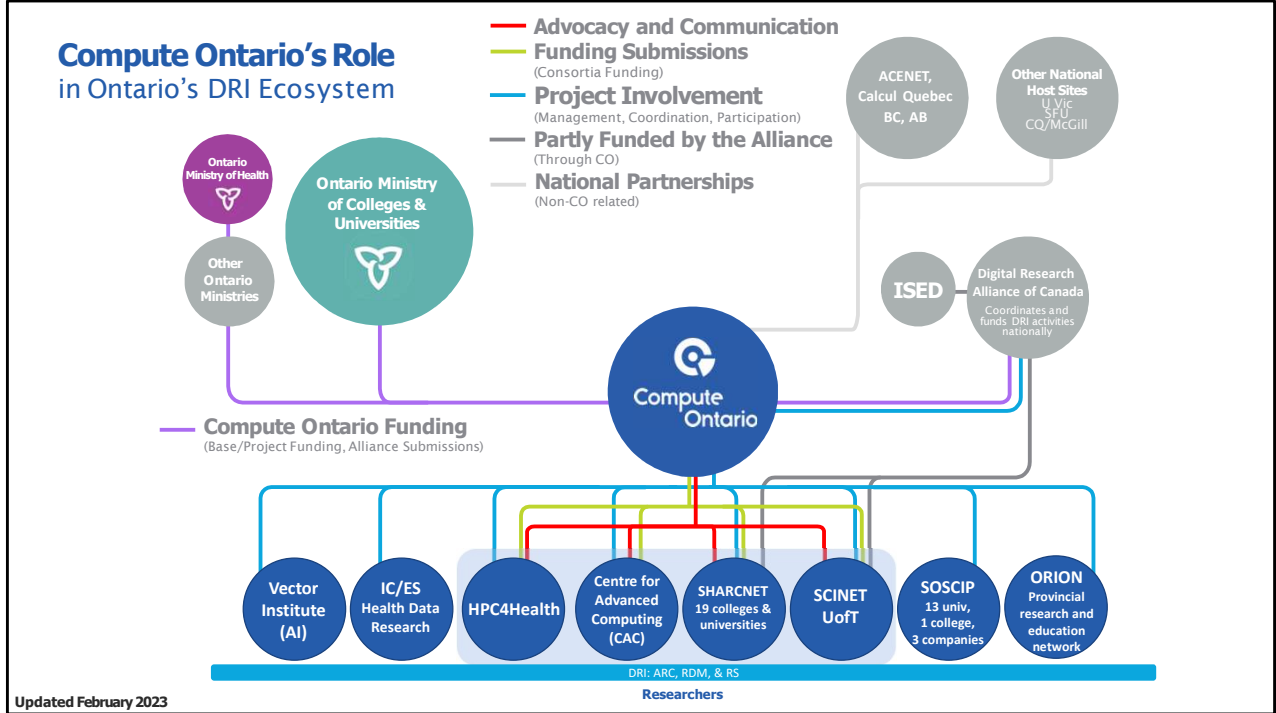 Compute Ontario's Role
in Ontario's DRI Ecosystem
Advocacy and Communication
Funding Submissions
(Consortia Funding)
Project Involvement
(Management, Coordination, Participation)
Partly Funded by the Alliance
(Through CO)
National Partnerships
(Non-CO related)
ACENET,
Calcul Quebec
BC, AB
Other National
Host Sites
U Vic
SFU
CQ/McGill
Ontario
Ministry of Health
Ontario Ministry
of Colleges &
Universities
Other
Ontario
Ministries
ISED
Digital Research
Alliance of Canada
Coordinates and
funds DRI activities
nationally
Compute
Ontario
Compute Ontario Funding
(Base/Project Funding, Alliance Submissions)
Vector
Institute
(AI)
IC/ES
Health Data
Research
HPC4Health
Centre for
Advanced
Computing
(CAC)
SHARCNET
19 colleges &
universities
SCINET
UofT
SOSCIP
13 univ,
1 college,
3 companies
ORION
Provincial
research and
education
network
DRI: ARC, RDM, & RS
Researchers
Updated February 2023